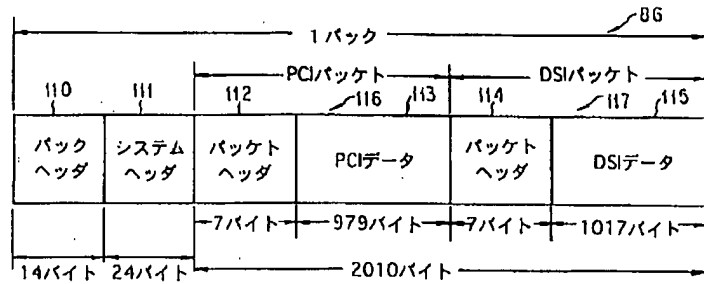 86
1パック
PCIパケット
DSIパケット
110
111
112
116
113
114
117
115
パック
ヘッダ
システム
ヘッダ
パケット
ヘッダ
PCIデータ
パケット
ヘッダ
DSIデータ
7バイト
979バイト
7バイト
1017バイト
14バイト
24バイト
2010バイト